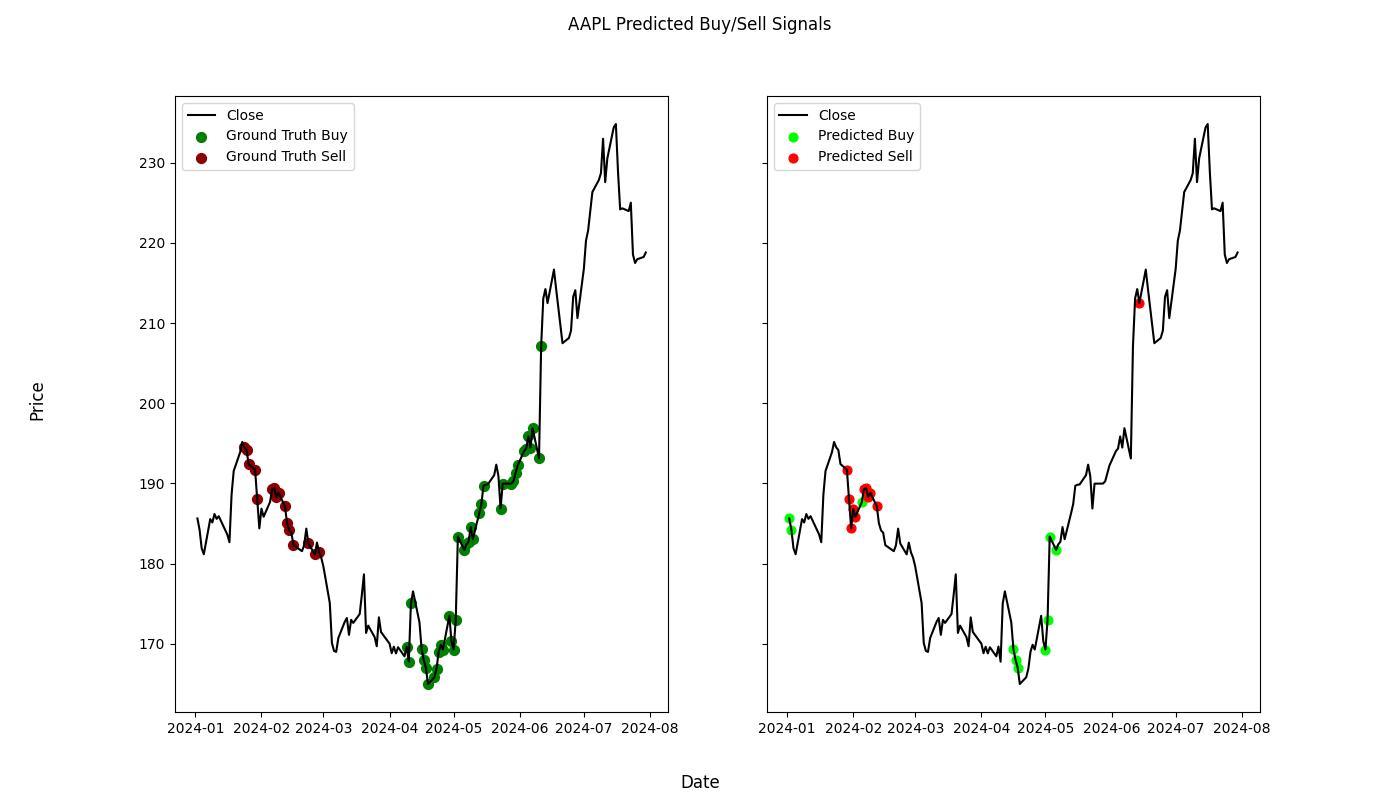 AAPL Predicted Buy/Sell Signals
Close
Ground Truth Buy
Ground Truth Sell
Close
Predicted Buy
Predicted Sell
230
220
210
200
190
180
170
Price
2024-01 2024-02 2024-03 2024-04 2024-05 2024-06 2024-07 2024-08
2024-01 2024-02 2024-03 2024-04 2024-05 2024-06 2024-07 2024-08
Date